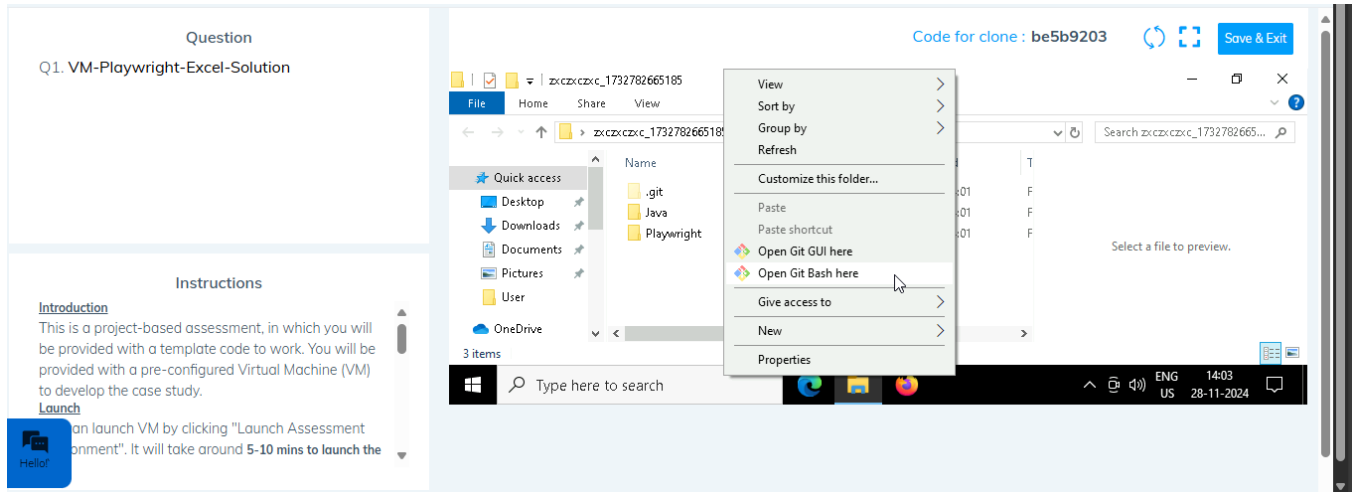 Question
Q1. VM-Playwright-Excel-Solution
Instructions
Introduction
This is a project-based assessment, in which you will
be provided with a template code to work. You will be
provided with a pre-configured Virtual Machine (VM)
to develop the case study.
Launch
an launch VM by clicking "Launch Assessment
onment". It will take around 5-10 mins to launch the
Hello!
Code for clone : be5b9203
Save & Exit
zxczxczxc_1732782665185
File Home Share View
zxczxczxc_1732782665185
Search zxczxczxc_1732782665...
Quick access
Desktop
Downloads
Documents
Pictures
User
OneDrive
3 items
Name
.git
Java
Playwright
View
Sort by
Group by
Refresh
Customize this folder...
Paste
Paste shortcut
Open Git GUI here
Open Git Bash here
Give access to
New
Properties
T
:01 F
:01 F
:01 F
Select a file to preview.
Type here to search
ENG
US
14:03
28-11-2024